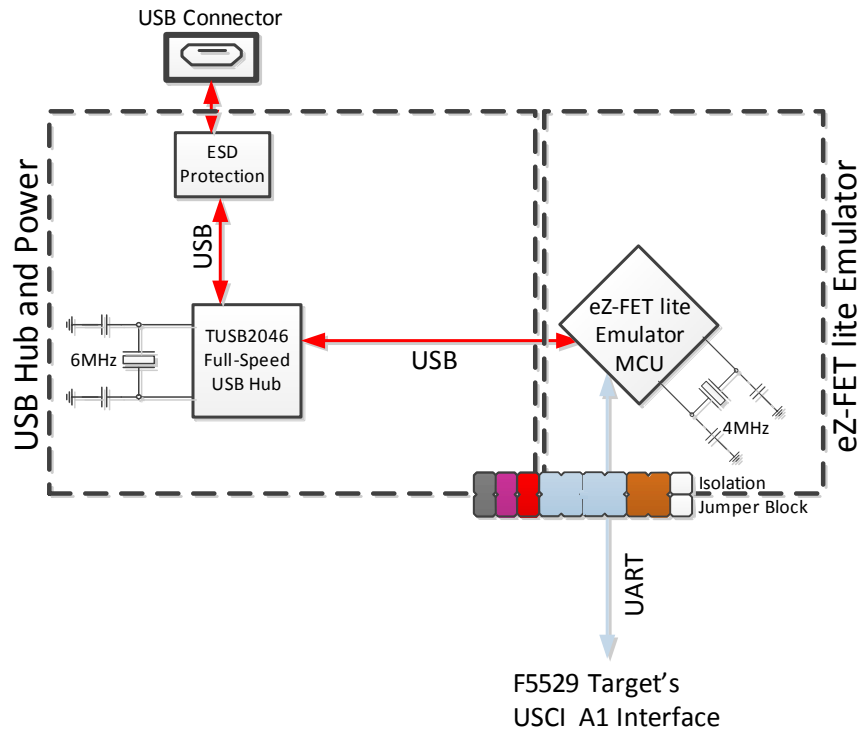 USB Connector
ESD
Protection
USB Hub and Power
USB
TUSB2046
Full-Speed
USB Hub
6MHz
USB
eZ-FET lite
Emulator
MCU
4MHz
eZ-FET lite Emulator
Isolation
Jumper Block
UART
F5529 Target’s
USCI A1 Interface